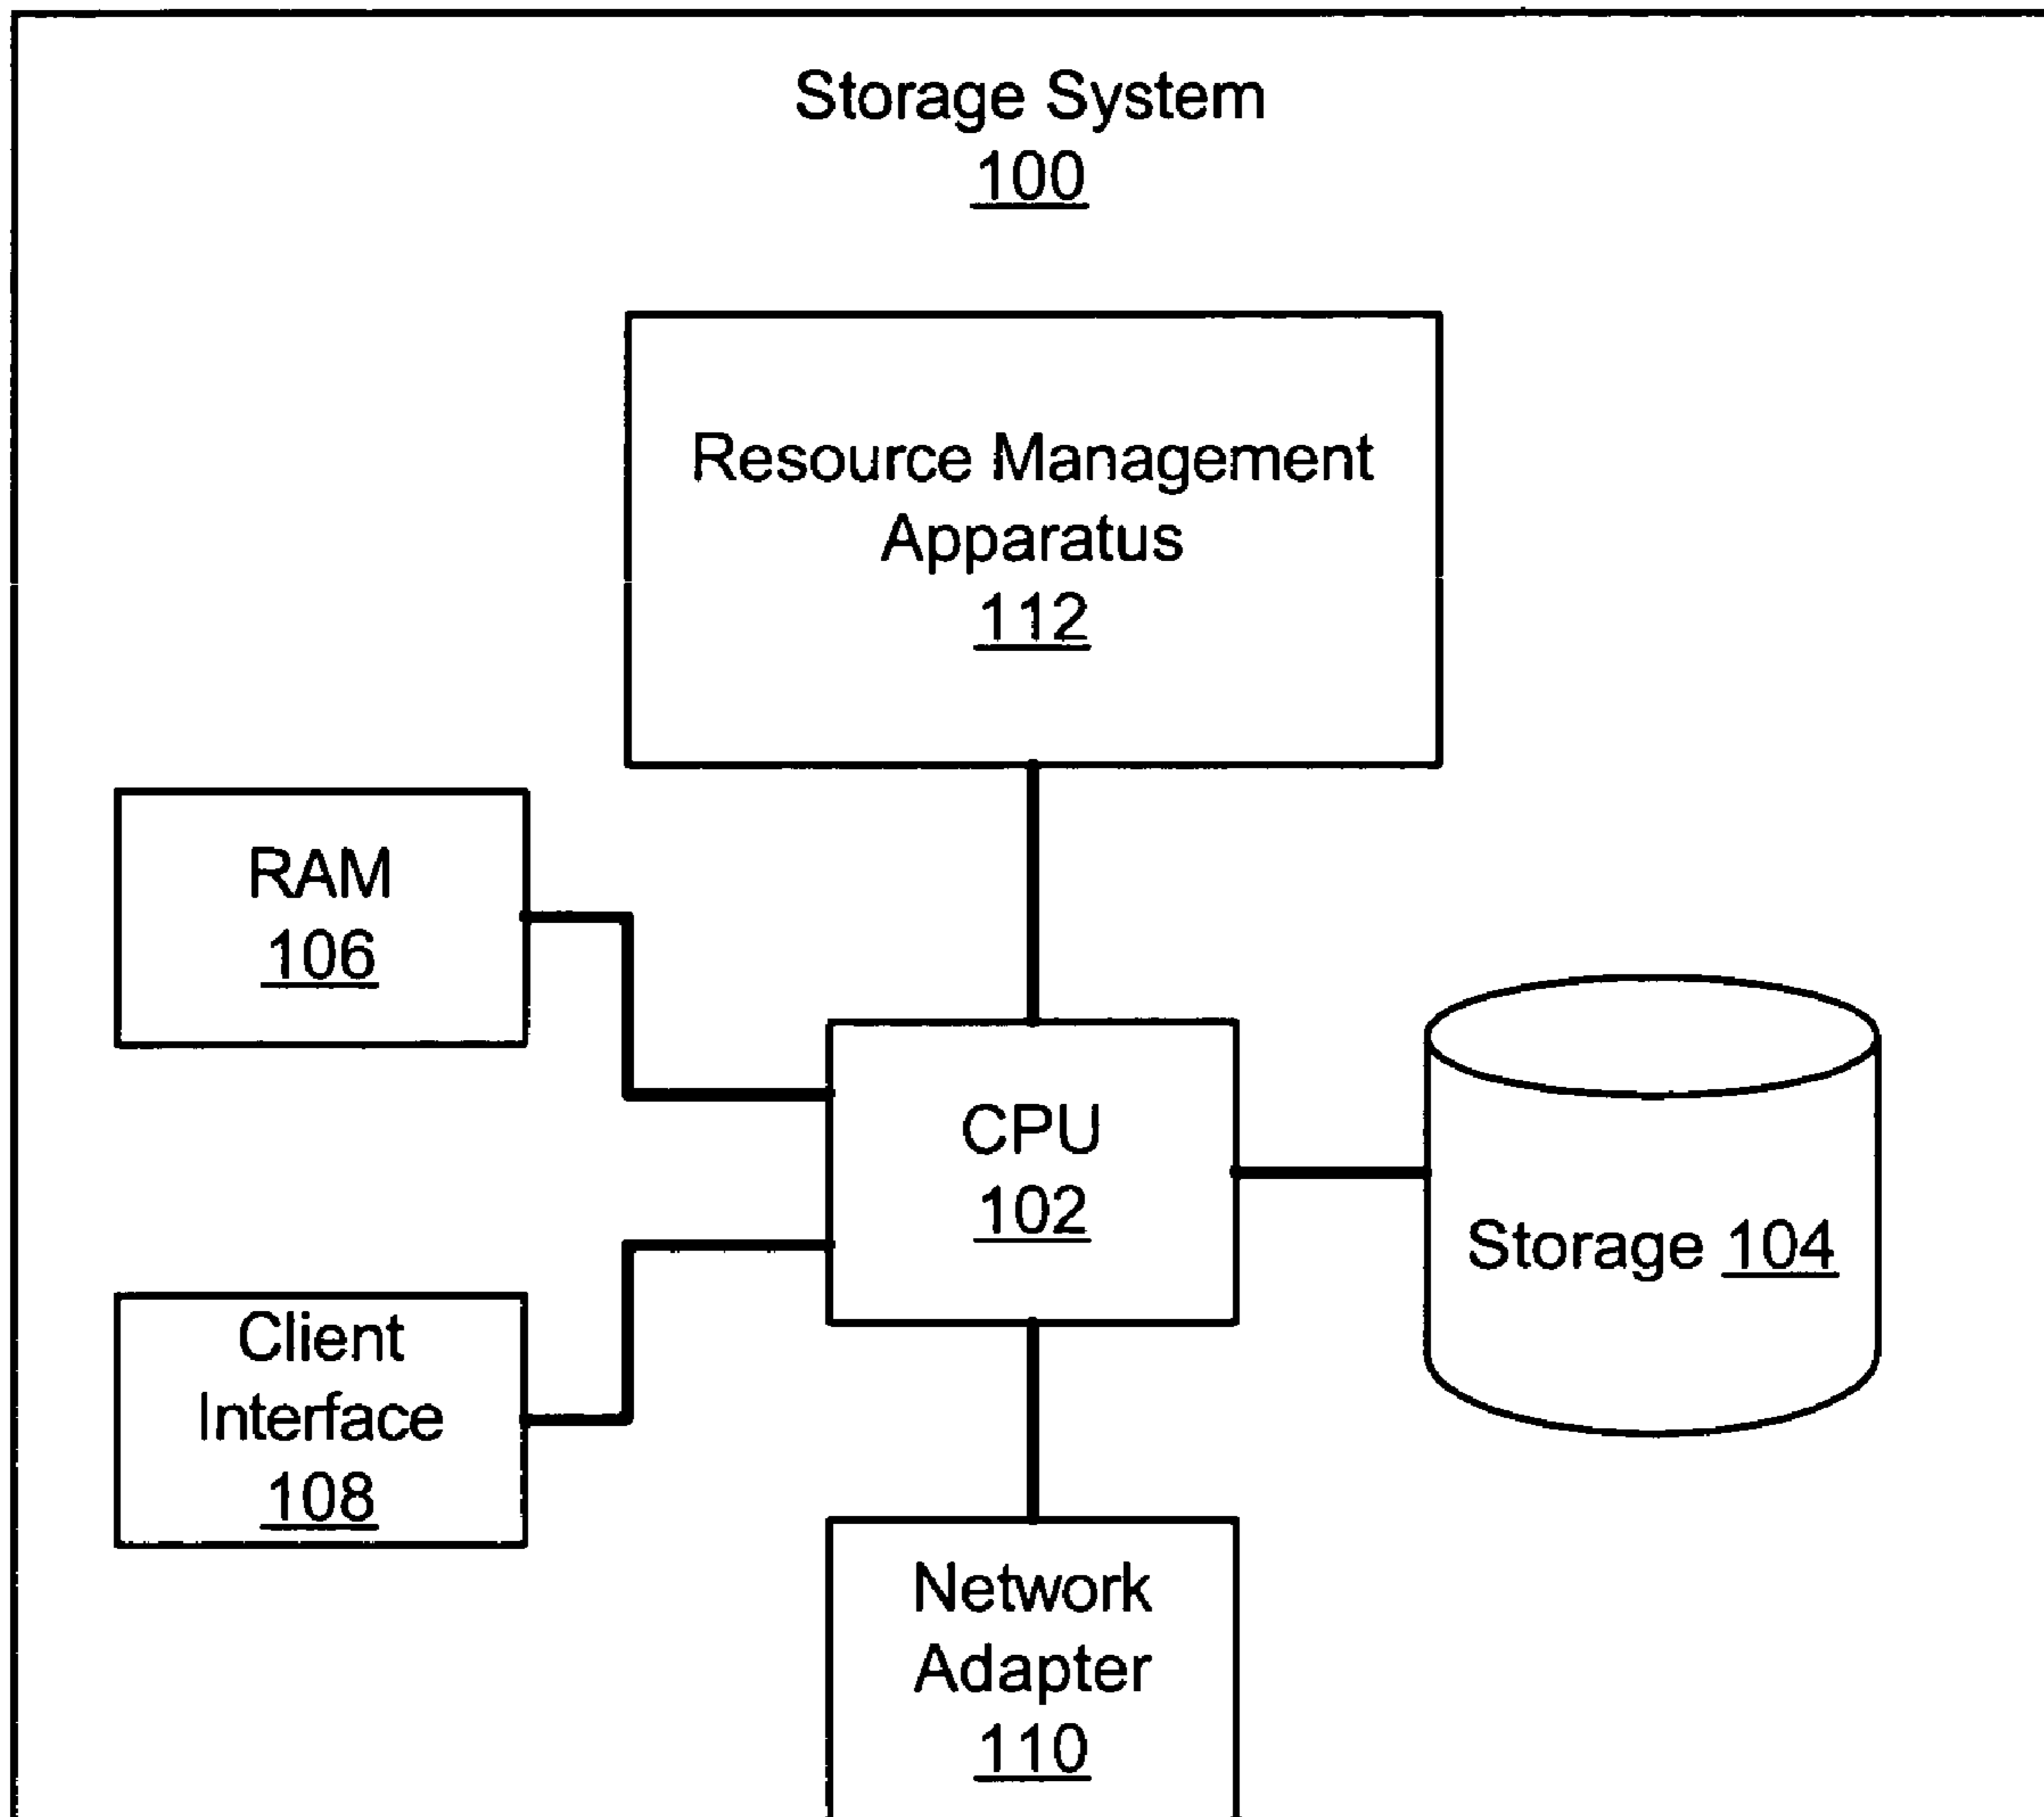 Storage System
100
Resource Management
Apparatus
112
RAM
106
CPU
102
Storage 104
Client
Interface
108
Network
Adapter
110